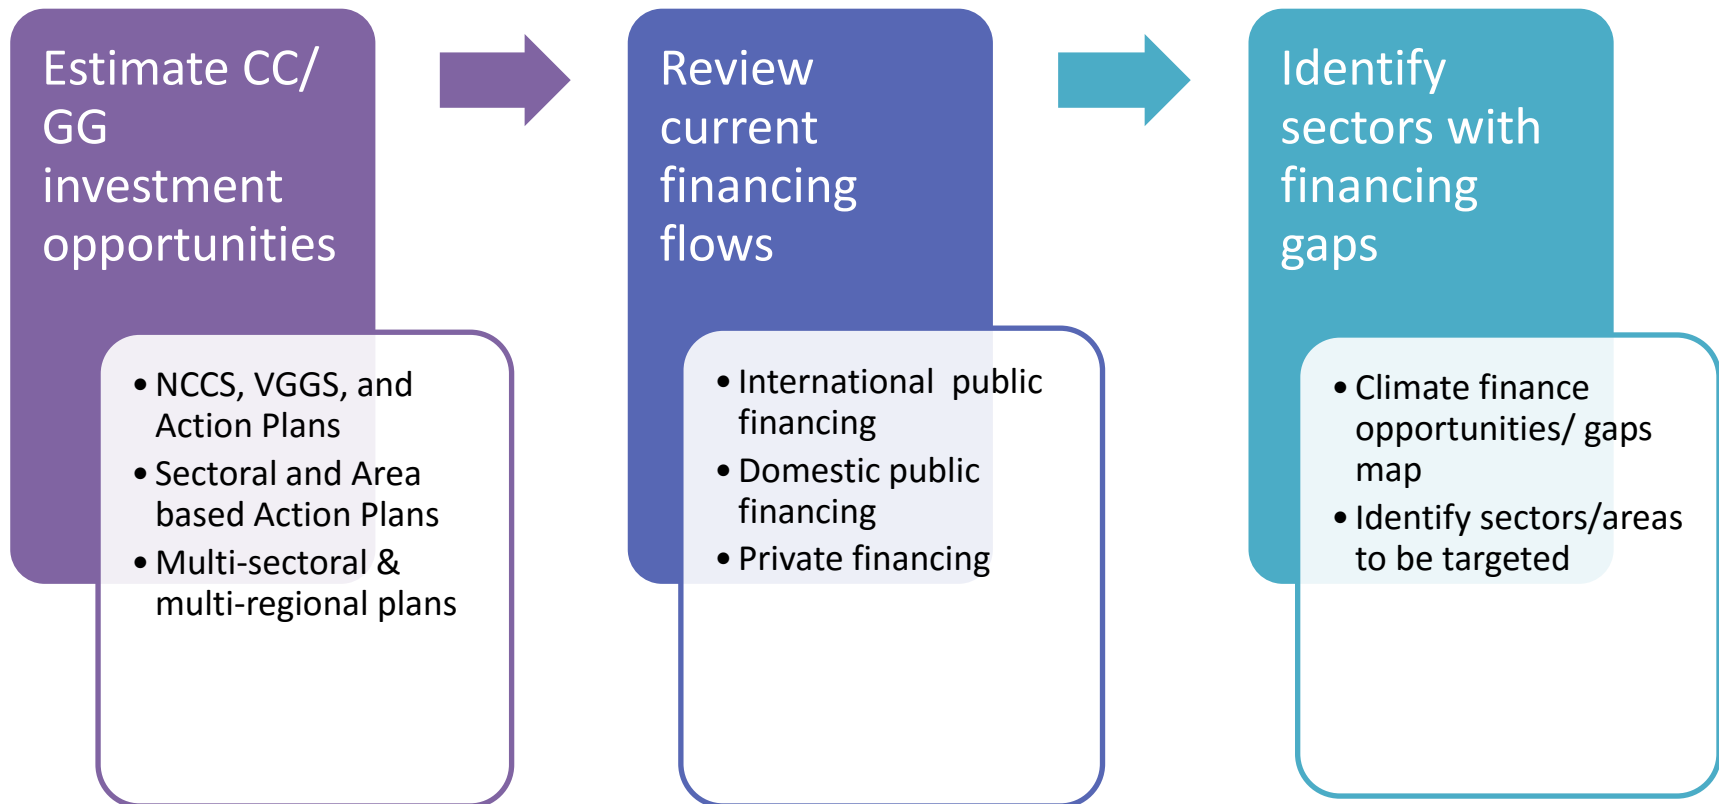 Estimate CC/
GG
investment
opportunities
• NCCS, VGGS, and
Action Plans
• Sectoral and Area
based Action Plans
• Multi-sectoral &
multi-regional plans
Review
current
financing
flows
• International  public
financing
• Domestic public
financing
• Private financing
Identify
sectors with
financing
gaps
• Climate finance
opportunities/ gaps
map
• Identify sectors/areas
to be targeted